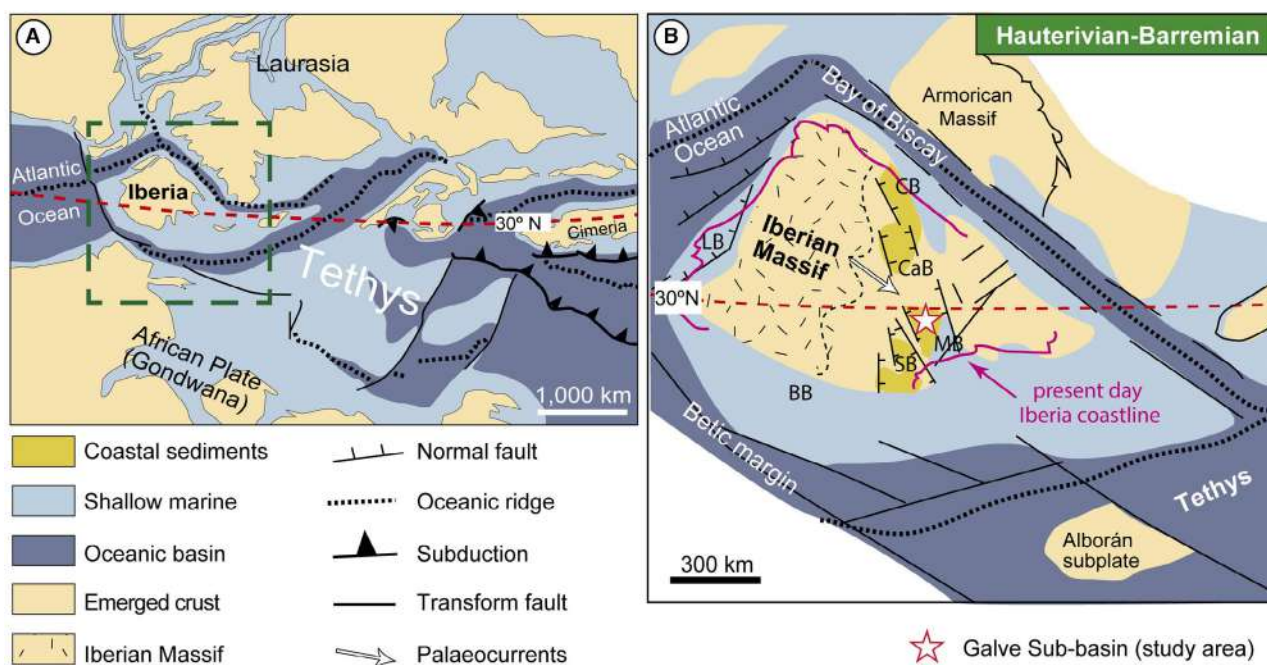 A
Laurasia
Atlantic
Ocean
Iberia
30º N
Cimeria
Tethys
African Plate
(Gondwana)
1,000 km
B
Hauterivian-Barremian
Atlantic
Ocean
Bay of Biscay
Armorican
Massif
CB
LB
Iberian
Massif
CaB
30ºN
MB
SB
BB
present day
Iberia coastline
Betic margin
Tethys
Alborán
subplate
300 km
Coastal sediments
Shallow marine
Oceanic basin
Emerged crust
Iberian Massif
Normal fault
Oceanic ridge
Subduction
Transform fault
Palaeocurrents
Galve Sub-basin (study area)